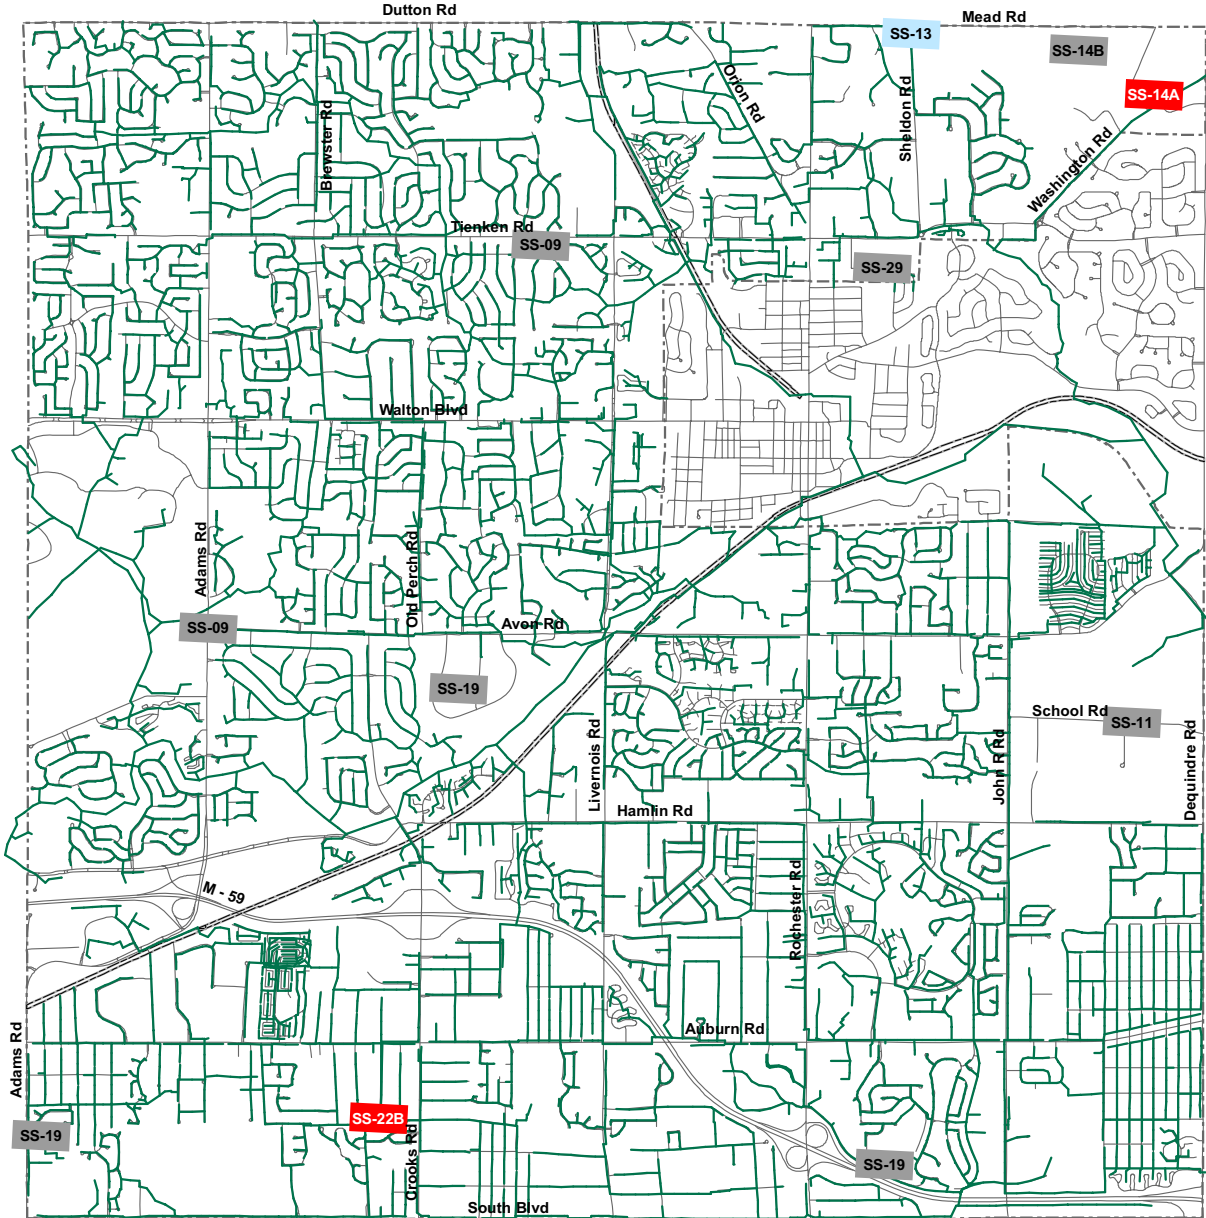 Dutton Rd
Mead Rd
SS-13
SS-14B
Orion Rd
SS-14A
Sheldon Rd
Brewster Rd
Washington Rd
Tienken Rd
SS-09
SS-29
Walton Blvd
Adams Rd
Old Perch Rd
SS-09
Avon Rd
SS-19
School Rd
SS-11
Livernois Rd
John R Rd
Dequindre Rd
Hamlin Rd
M - 59
Rochester Rd
Auburn Rd
Adams Rd
SS-22B
SS-19
Crooks Rd
SS-19
South Blvd